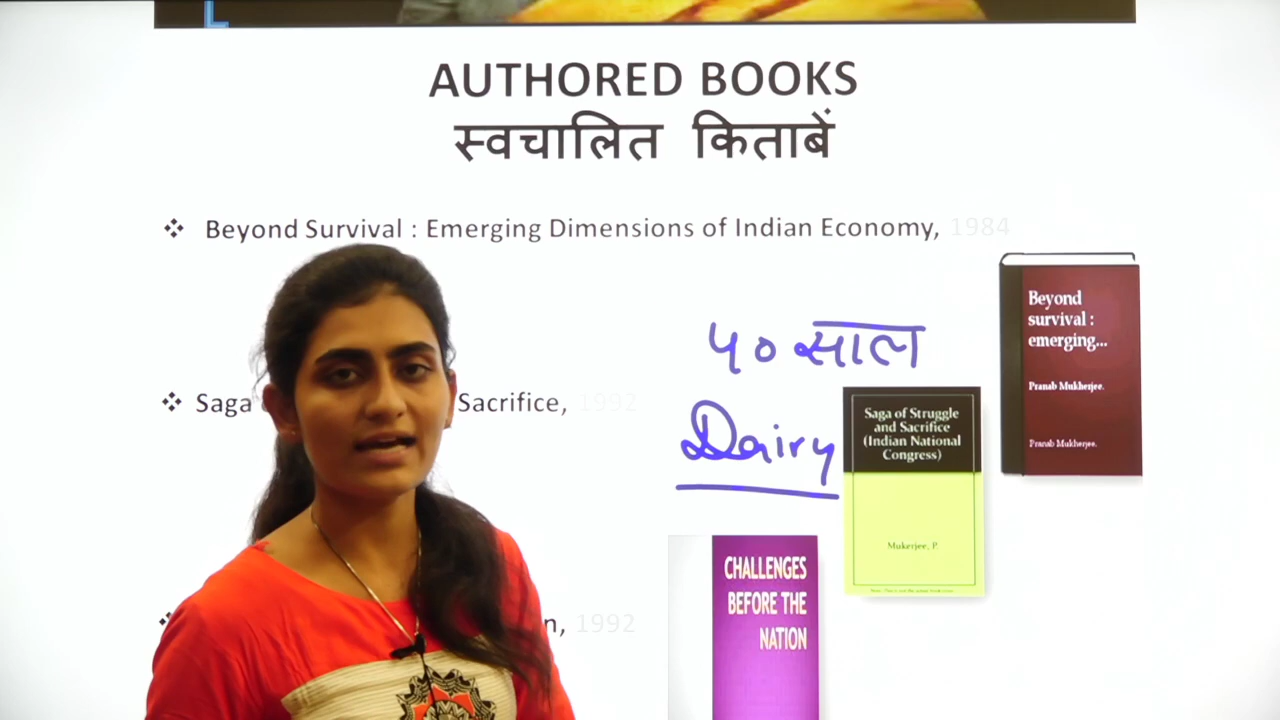 AUTHORED BOOKS
स्वचालित किताबें
❖ Beyond Survival : Emerging Dimensions of Indian Economy, 1984
Beyond
survival :
emerging...
Pranab Mukherjee.
Pranab Mukherjee.
५० साल
❖ Saga Sacrifice, 1992
Dairy
Saga of Struggle
and Sacrifice
(Indian National
Congress)
Mukerjee, P.
CHALLENGES
BEFORE THE
NATION
n, 1992